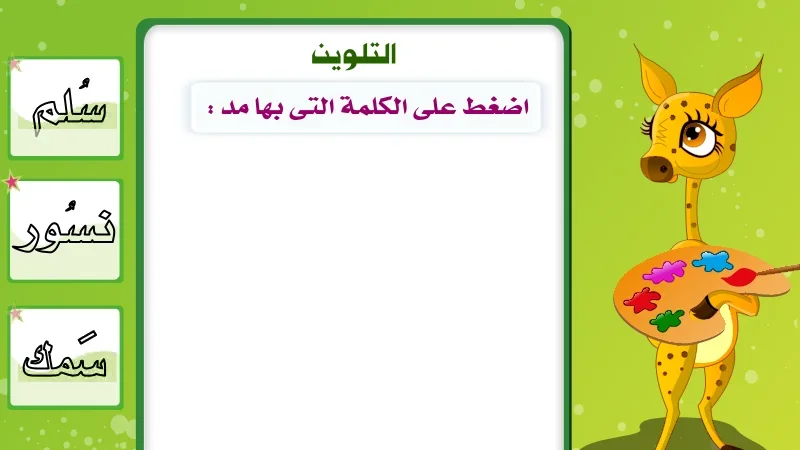 التلوين
اضغط على الكلمة التى بها مد :
سُلم
نسُور
سَمك